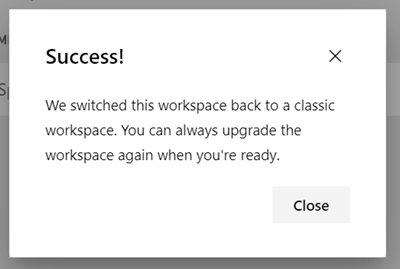 M
Sp
Success!
We switched this workspace back to a classic
workspace. You can always upgrade the
workspace again when you're ready.
Close